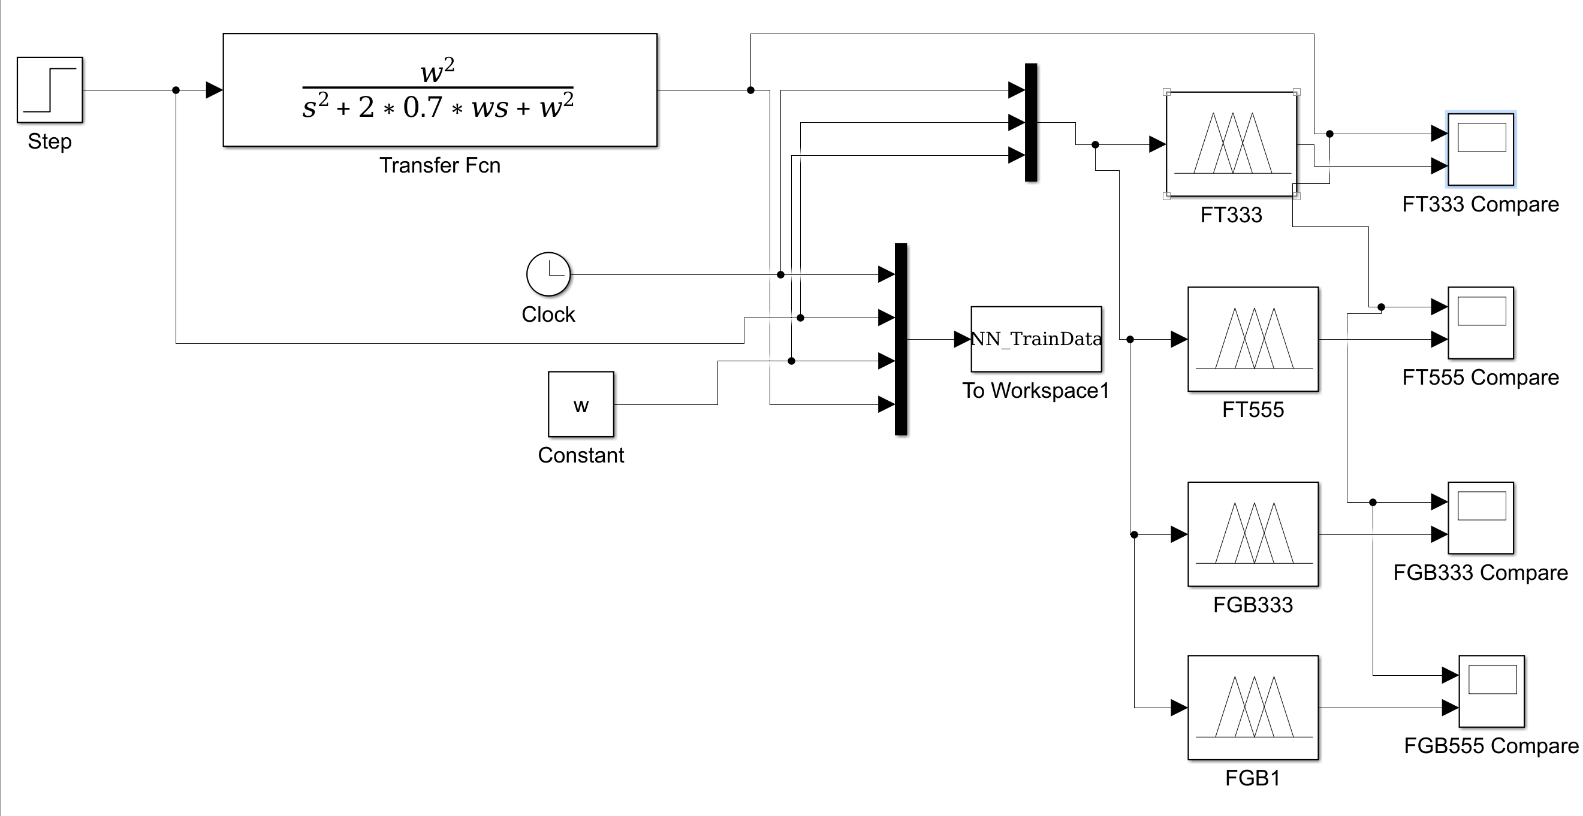 w²
s² + 2 * 0.7 * ws + w²
Step
Transfer Fcn
FT333
FT333 Compare
Clock
NN_TrainData
To Workspace1
w
Constant
FT555
FT555 Compare
FGB333
FGB333 Compare
FGB1
FGB555 Compare